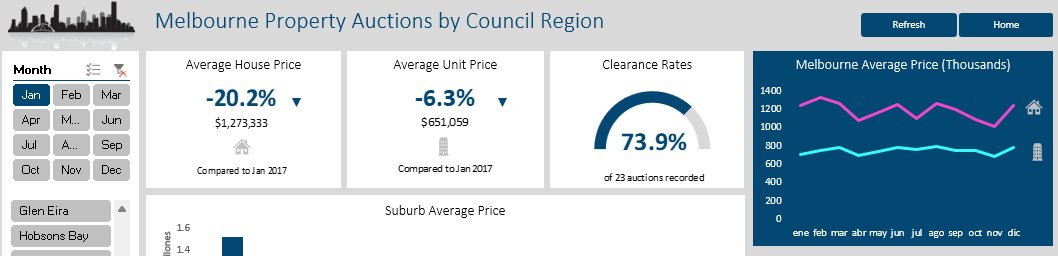 Melbourne Property Auctions by Council Region
Refresh
Home
Month
Jan
Feb
Mar
Apr
M...
Jun
Jul
A...
Sep
Oct
Nov
Dec
Glen Eira
Hobsons Bay
Average House Price
-20.2% ▼
$1,273,333
Compared to Jan 2017
Average Unit Price
-6.3% ▼
$651,059
Compared to Jan 2017
Clearance Rates
73.9%
of 23 auctions recorded
Melbourne Average Price (Thousands)
1400
1200
1000
800
600
400
200
0
ene feb mar abr may jun jul ago sep oct nov dic
Suburb Average Price
1.6
1.4